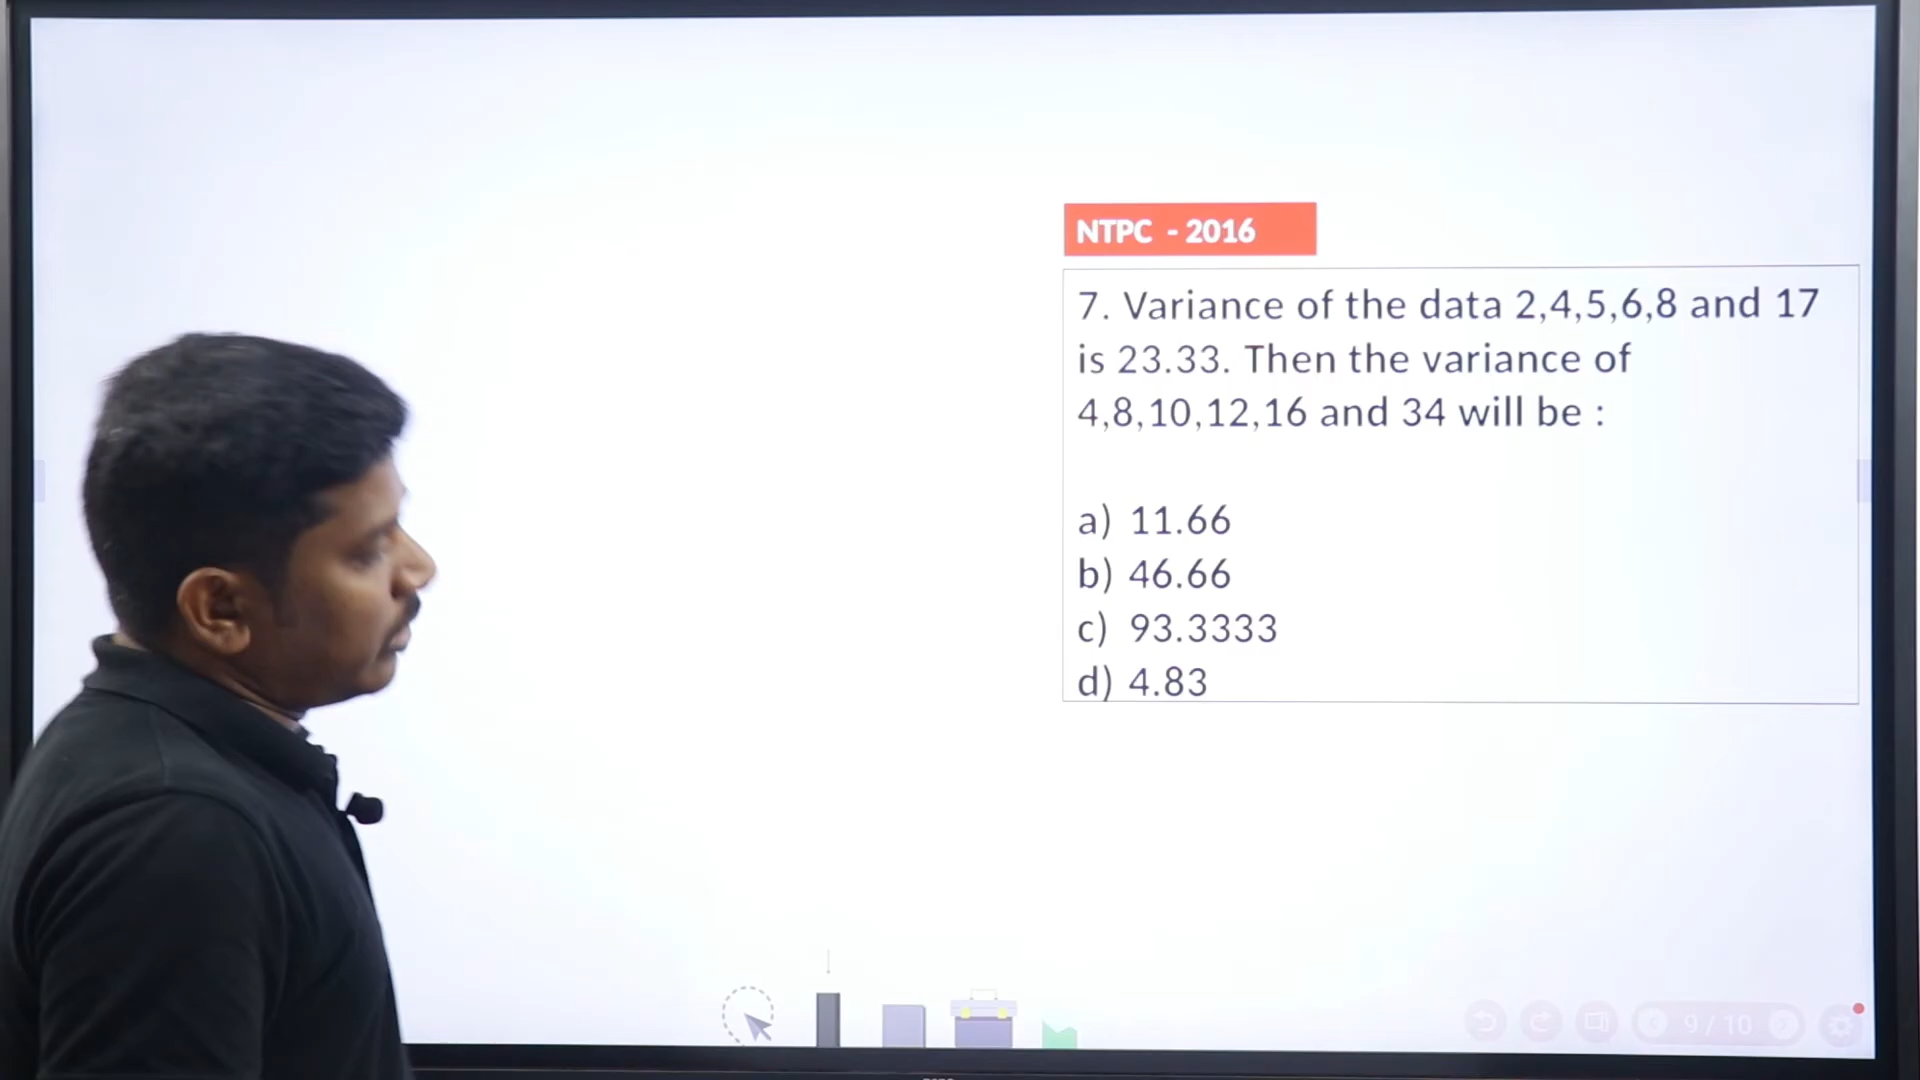 NTPC - 2016
7. Variance of the data 2,4,5,6,8 and 17
is 23.33. Then the variance of
4,8,10,12,16 and 34 will be :
a) 11.66
b) 46.66
c) 93.3333
d) 4.83
9 / 10